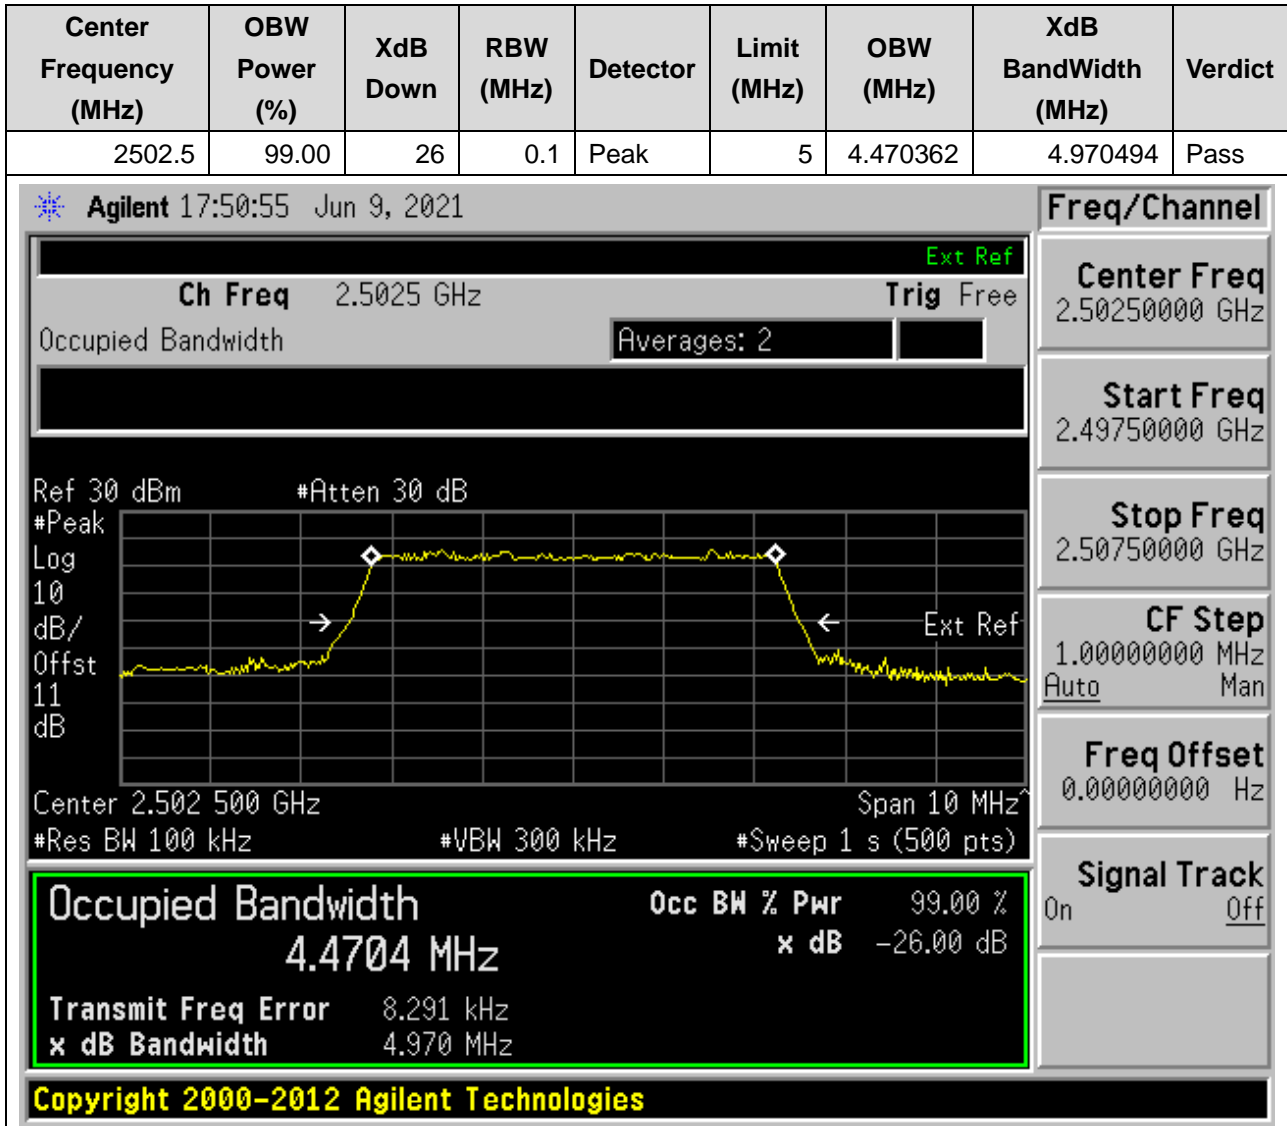 Center Frequency (MHz) OBW Power (%) XdB Down RBW (MHz) Detector Limit (MHz) OBW (MHz) XdB BandWidth (MHz) Verdict
2502.5 99.00 26 0.1 Peak 5 4.470362 4.970494 Pass
Agilent 17:50:55 Jun 9, 2021
Ext Ref
Ch Freq 2.5025 GHz Trig Free
Occupied Bandwidth Averages: 2
Ref 30 dBm #Atten 30 dB
#Peak
Log
10
dB/
Offst
11
dB
Ext Ref
Center 2.502 500 GHz Span 10 MHz^
#Res BW 100 kHz #VBW 300 kHz #Sweep 1 s (500 pts)
Occupied Bandwidth Occ BW % Pwr 99.00 %
4.4704 MHz x dB -26.00 dB
Transmit Freq Error 8.291 kHz
x dB Bandwidth 4.970 MHz
Copyright 2000-2012 Agilent Technologies
Freq/Channel
Center Freq
2.50250000 GHz
Start Freq
2.49750000 GHz
Stop Freq
2.50750000 GHz
CF Step
1.00000000 MHz
Auto Man
Freq Offset
0.00000000 Hz
Signal Track
On Off